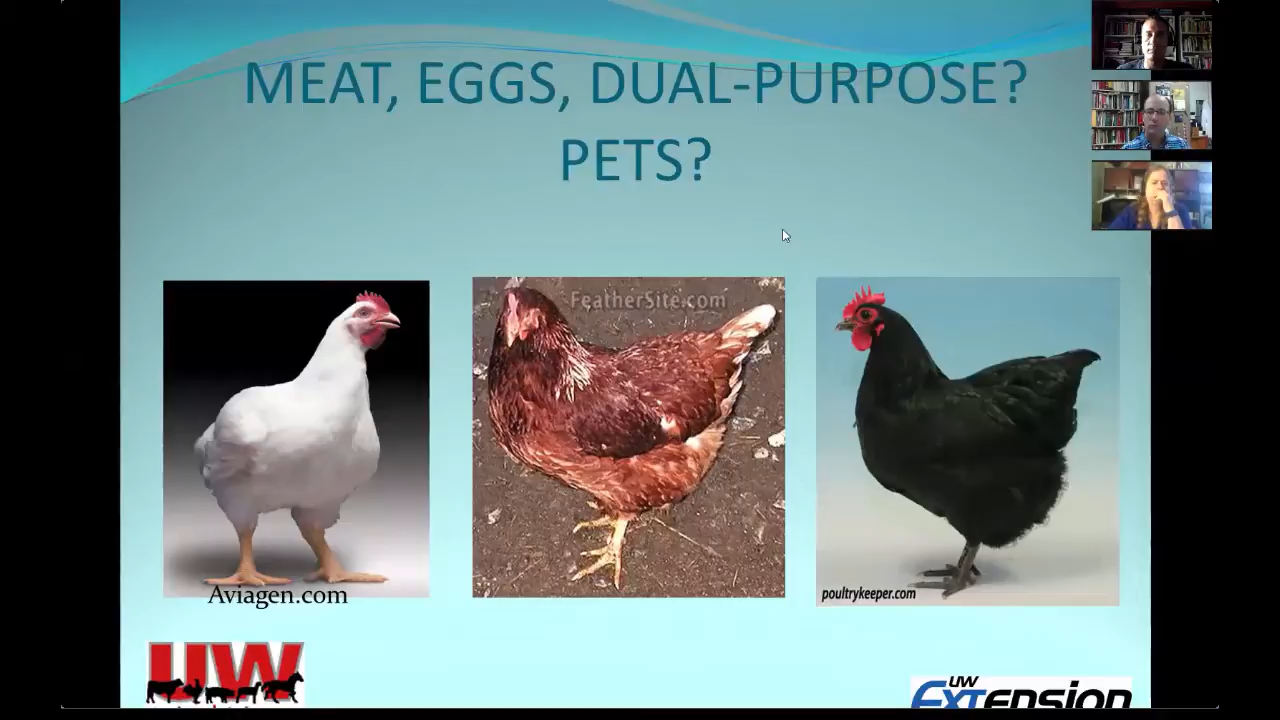 MEAT, EGGS, DUAL-PURPOSE?
PETS?
FeatherSite.com
Aviagen.com
poultrykeeper.com
UW
UW
Extension